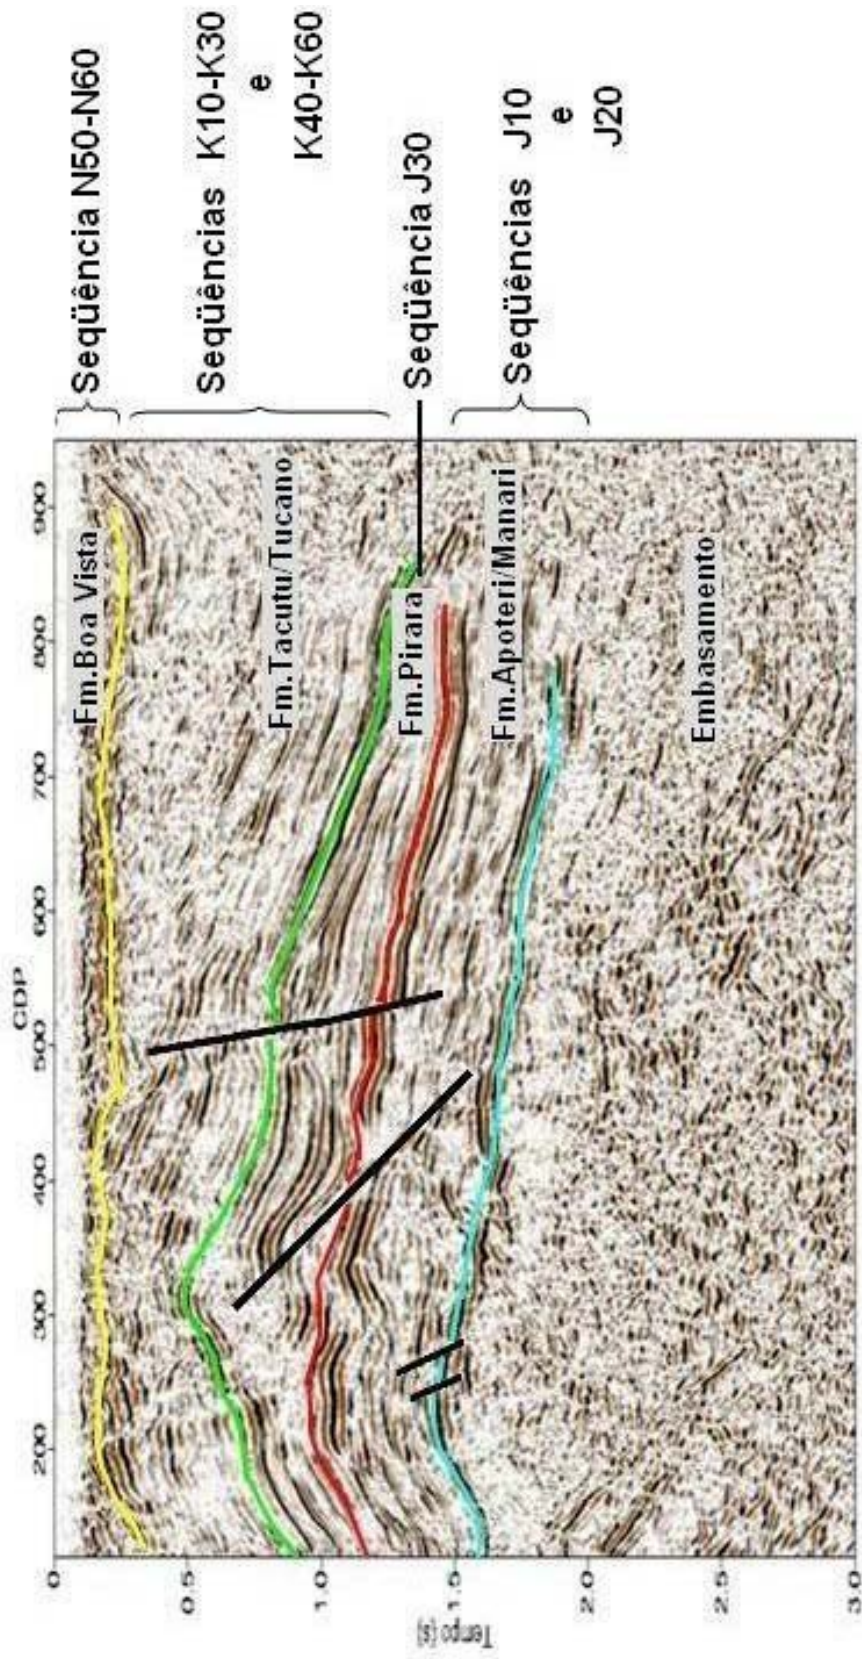 CDP
200 300 400 500 600 700 800 900
0
0.5
1.0
1.5
2.0
2.5
3.0
Tempo(s)
Fm.Boa Vista
Fm.Tacutu/Tucano
Fm.Pirara
Fm.Apoteri/Manari
Embasamento
Seqüência N50-N60
Seqüências K10-K30
e
K40-K60
Seqüência J30
Seqüências J10
e
J20